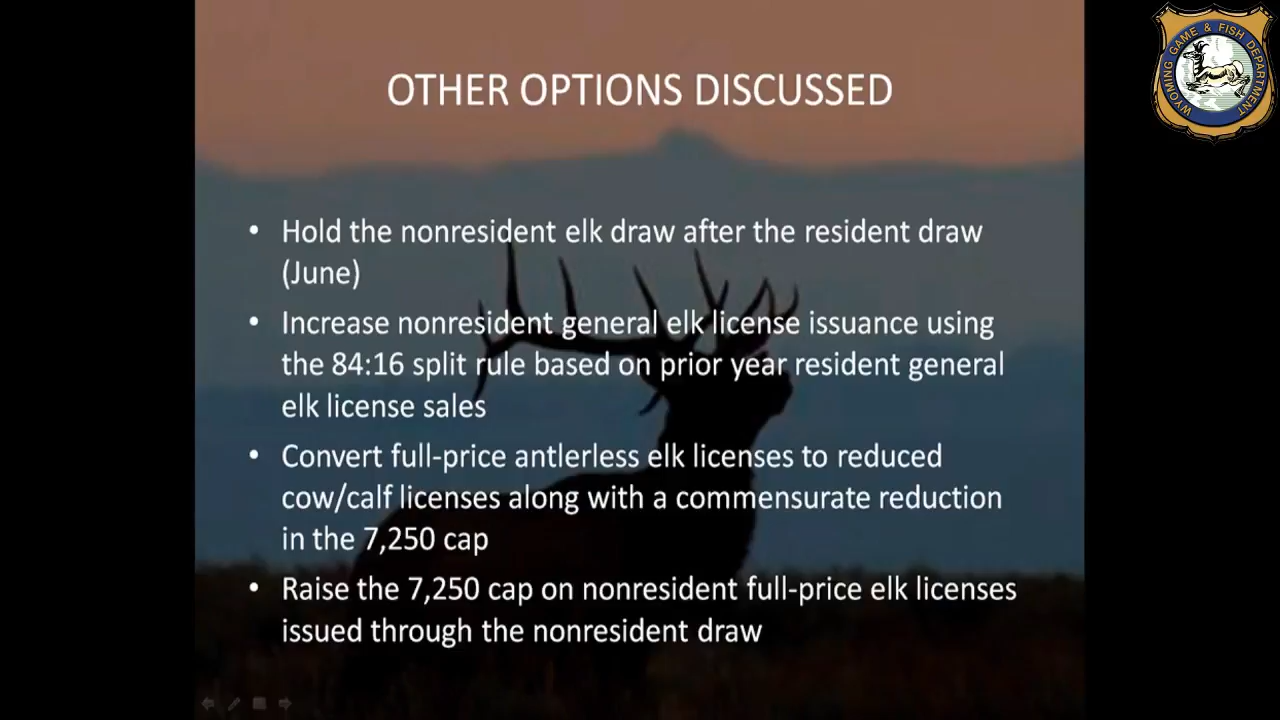 WYOMING GAME & FISH DEPARTMENT
OTHER OPTIONS DISCUSSED
• Hold the nonresident elk draw after the resident draw
(June)
• Increase nonresident general elk license issuance using
the 84:16 split rule based on prior year resident general
elk license sales
• Convert full-price antlerless elk licenses to reduced
cow/calf licenses along with a commensurate reduction
in the 7,250 cap
• Raise the 7,250 cap on nonresident full-price elk licenses
issued through the nonresident draw